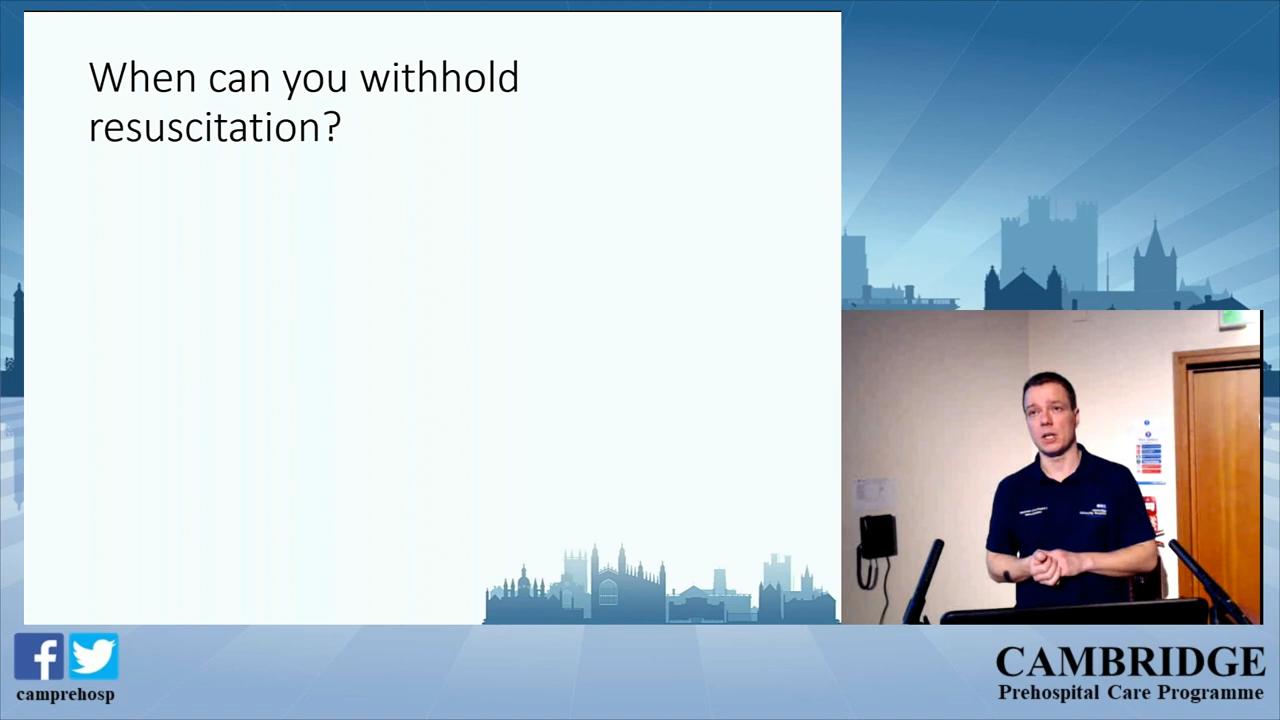 When can you withhold
resuscitation?
camprehosp
CAMBRIDGE
Prehospital Care Programme